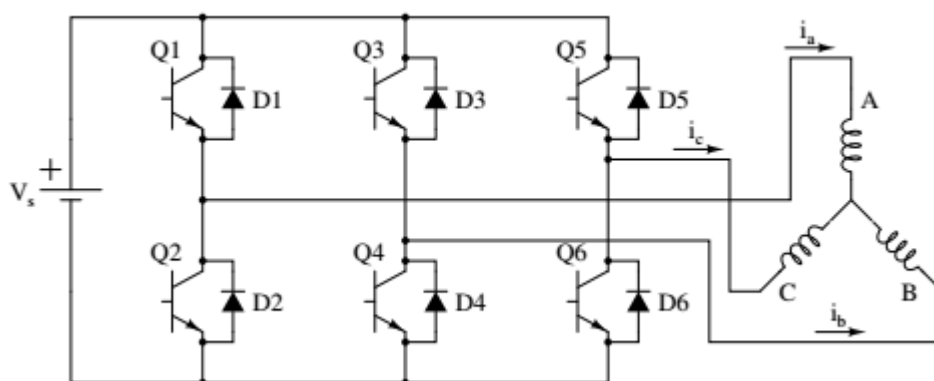 Q1
D1
Q3
D3
Q5
D5
i_a
A
i_c
+
V_s
Q2
D2
Q4
D4
Q6
D6
C
B
i_b